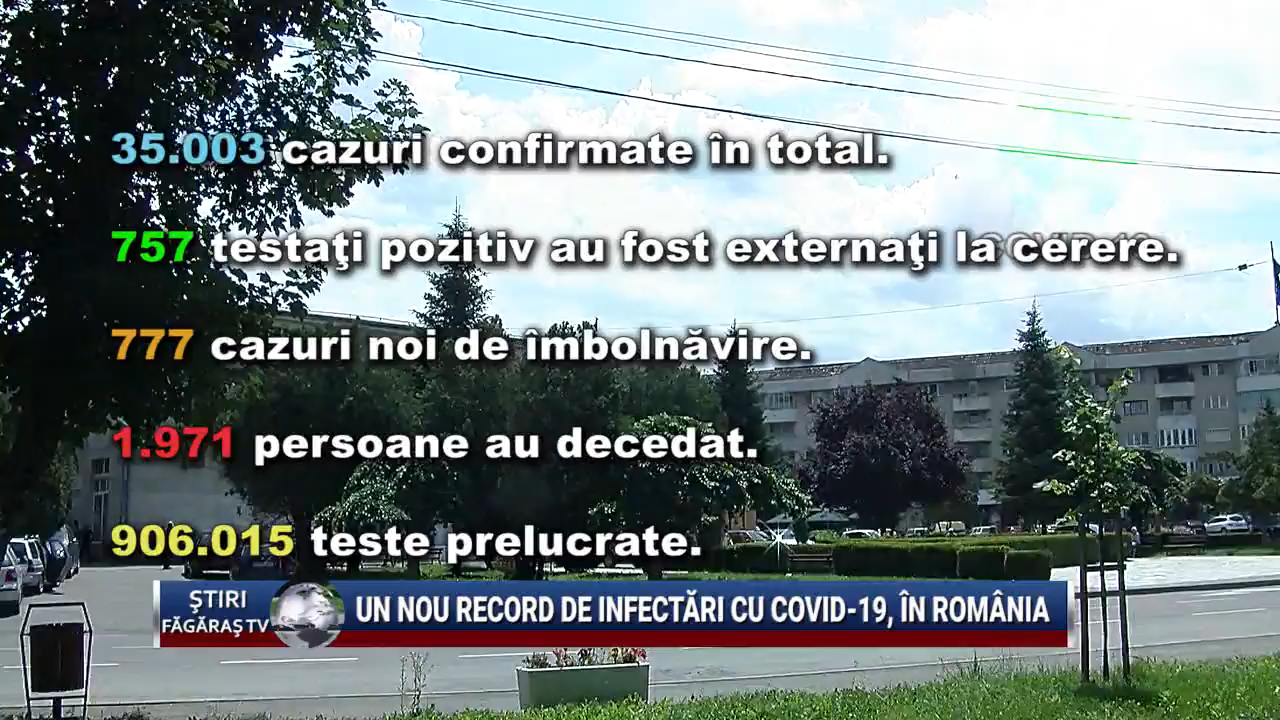 35.003 cazuri confirmate în total.
757 testaţi pozitiv au fost externaţi la cerere.
777 cazuri noi de îmbolnăvire.
1.971 persoane au decedat.
906.015 teste prelucrate.
ŞTIRI
FĂGĂRAŞ TV
UN NOU RECORD DE INFECTĂRI CU COVID-19, ÎN ROMÂNIA